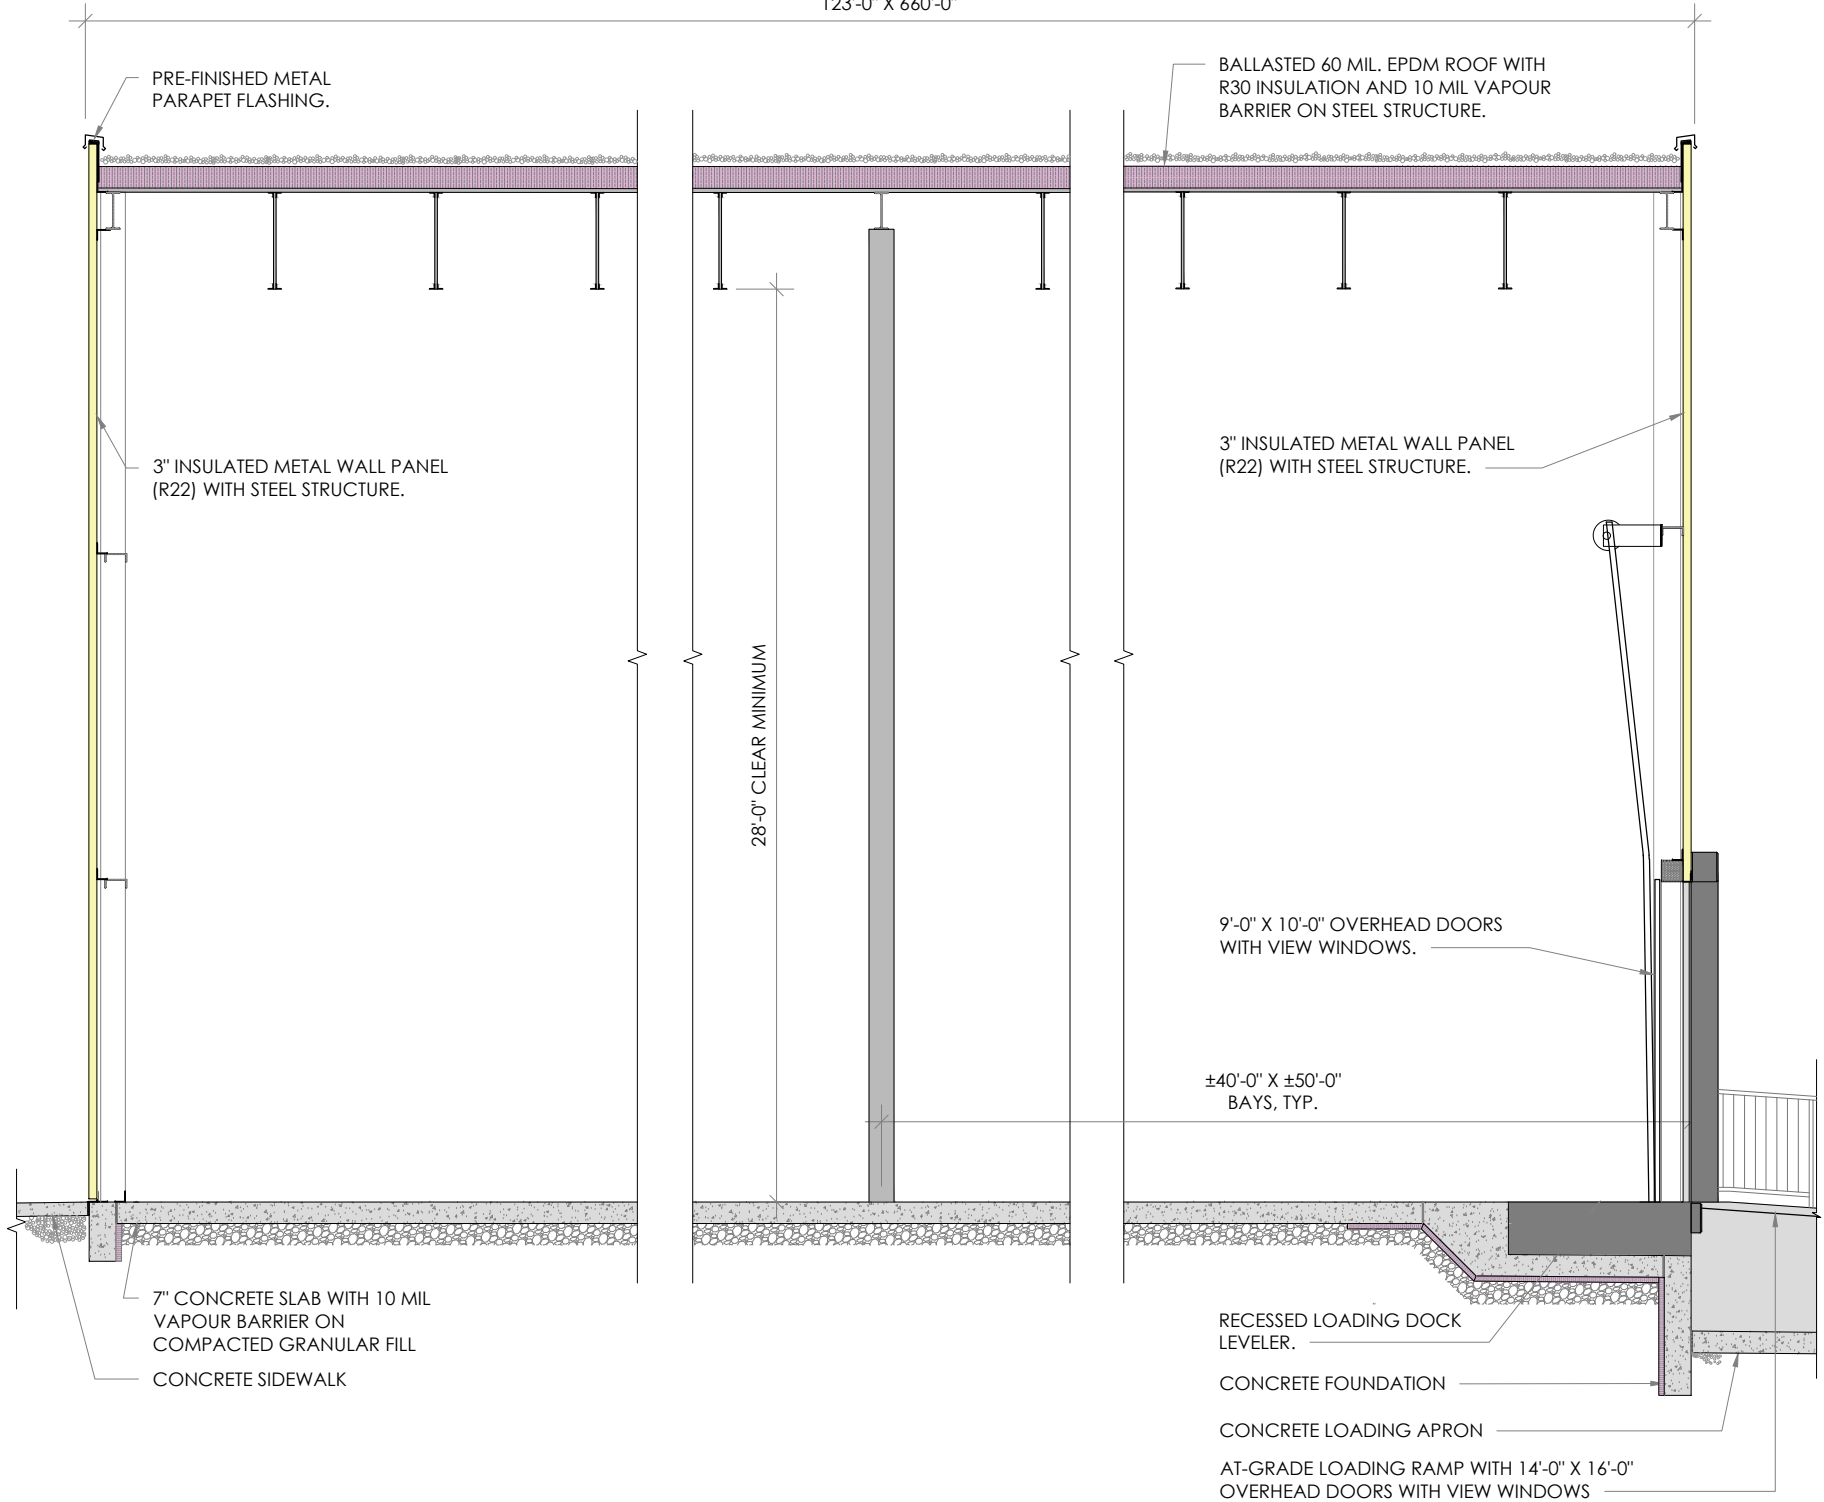 123'-0" X 660'-0"
PRE-FINISHED METAL
PARAPET FLASHING.
BALLASTED 60 MIL. EPDM ROOF WITH
R30 INSULATION AND 10 MIL VAPOUR
BARRIER ON STEEL STRUCTURE.
3" INSULATED METAL WALL PANEL
(R22) WITH STEEL STRUCTURE.
3" INSULATED METAL WALL PANEL
(R22) WITH STEEL STRUCTURE.
28'-0" CLEAR MINIMUM
9'-0" X 10'-0" OVERHEAD DOORS
WITH VIEW WINDOWS.
±40'-0" X ±50'-0"
BAYS, TYP.
7" CONCRETE SLAB WITH 10 MIL
VAPOUR BARRIER ON
COMPACTED GRANULAR FILL
CONCRETE SIDEWALK
RECESSED LOADING DOCK
LEVELER.
CONCRETE FOUNDATION
CONCRETE LOADING APRON
AT-GRADE LOADING RAMP WITH 14'-0" X 16'-0"
OVERHEAD DOORS WITH VIEW WINDOWS